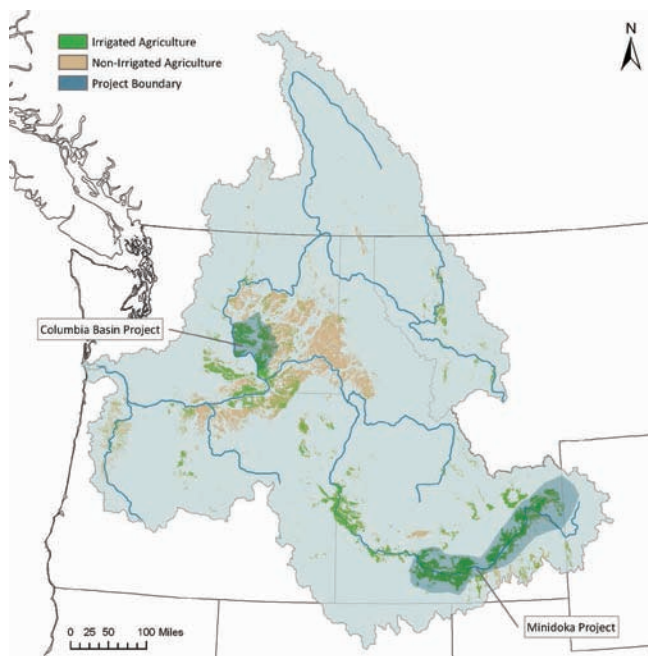 Irrigated Agriculture
Non-Irrigated Agriculture
Project Boundary
N
Columbia Basin Project
Minidoka Project
0 25 50 100 Miles